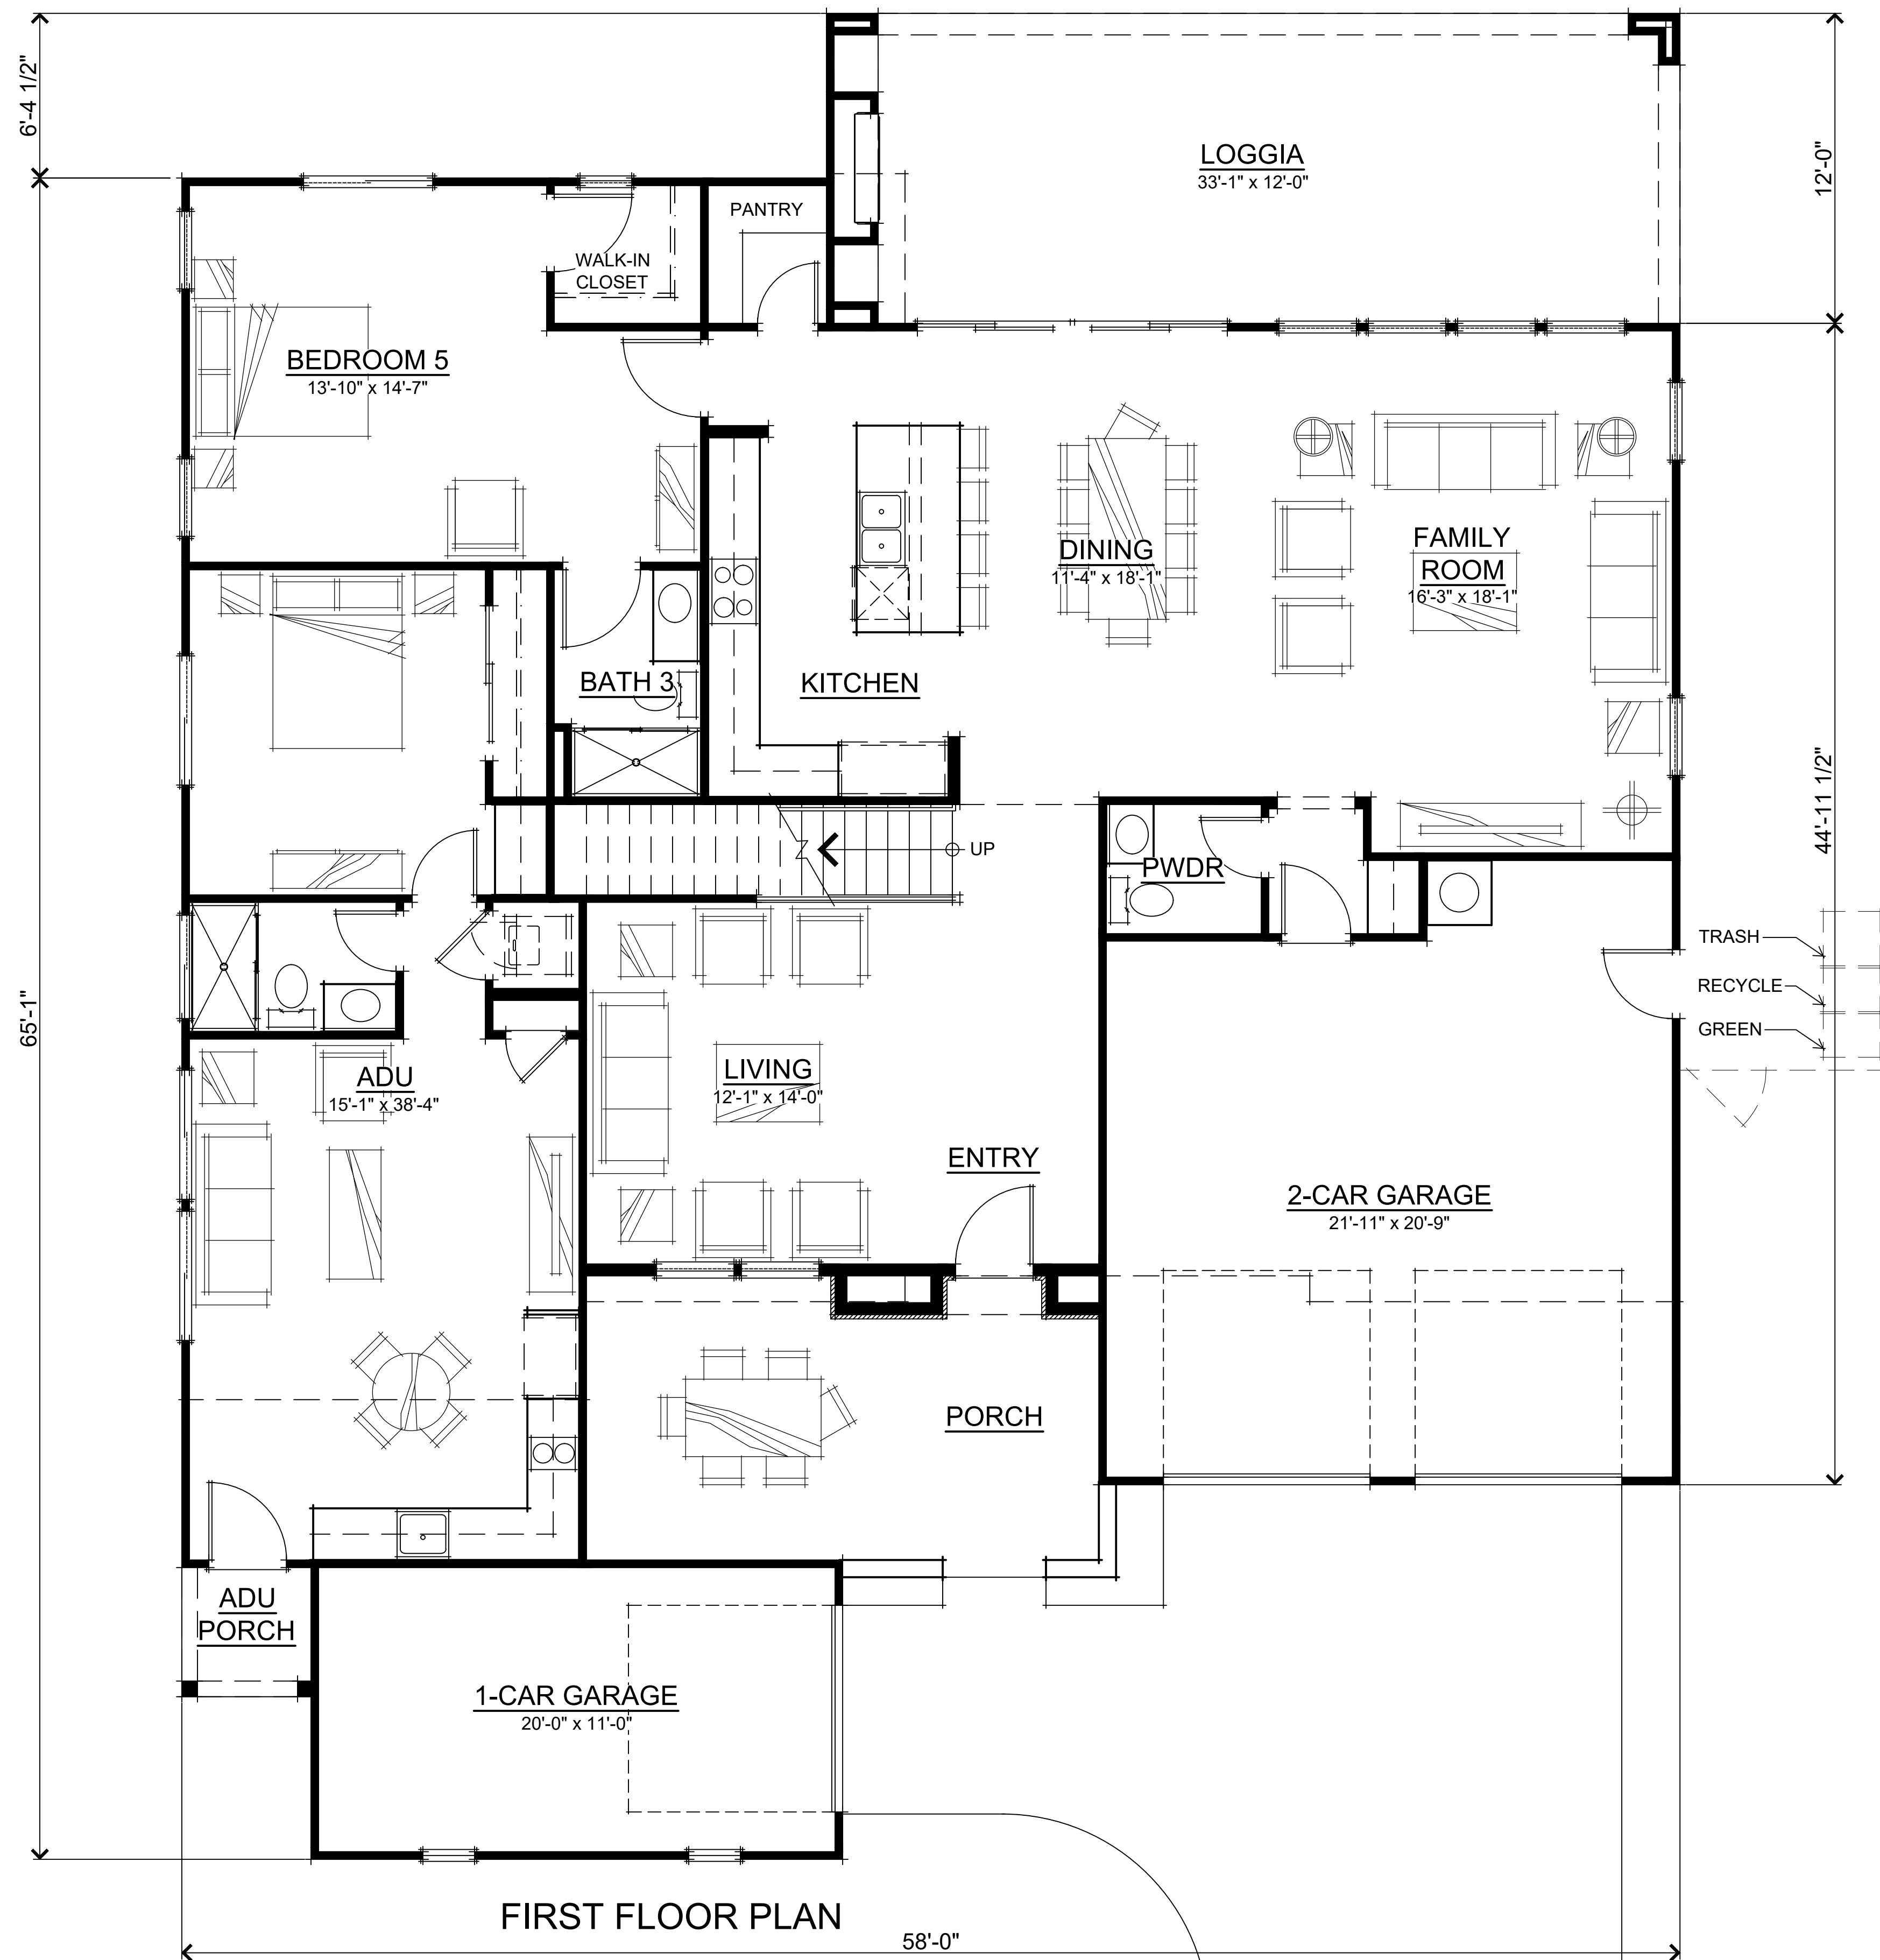 6'-4 1/2"
12'-0"
LOGGIA
33'-1" x 12'-0"
PANTRY
WALK-IN
CLOSET
BEDROOM 5
13'-10" x 14'-7"
DINING
11'-4" x 18'-1"
FAMILY
ROOM
16'-3" x 18'-1"
BATH 3
KITCHEN
UP
PWDR
44'-11 1/2"
65'-1"
TRASH
RECYCLE
GREEN
ADU
15'-1" x 38'-4"
LIVING
12'-1" x 14'-0"
ENTRY
2-CAR GARAGE
21'-11" x 20'-9"
PORCH
ADU
PORCH
1-CAR GARAGE
20'-0" x 11'-0"
FIRST FLOOR PLAN
58'-0"